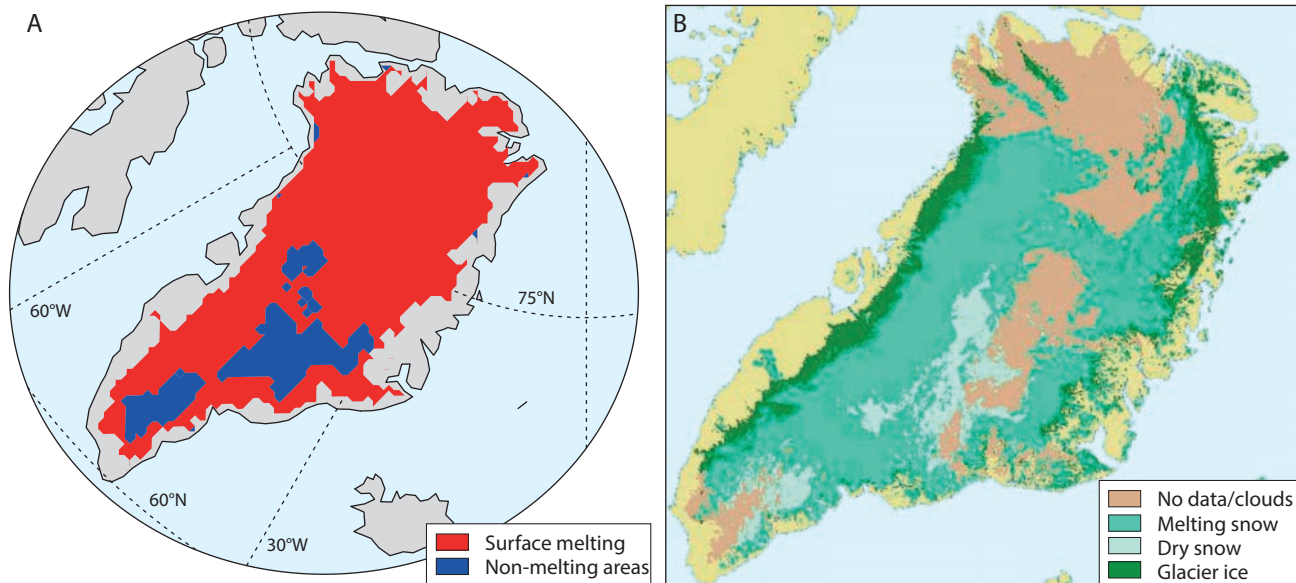 A
60°W
75°N
60°N
30°W
Surface melting
Non-melting areas
B
No data/clouds
Melting snow
Dry snow
Glacier ice